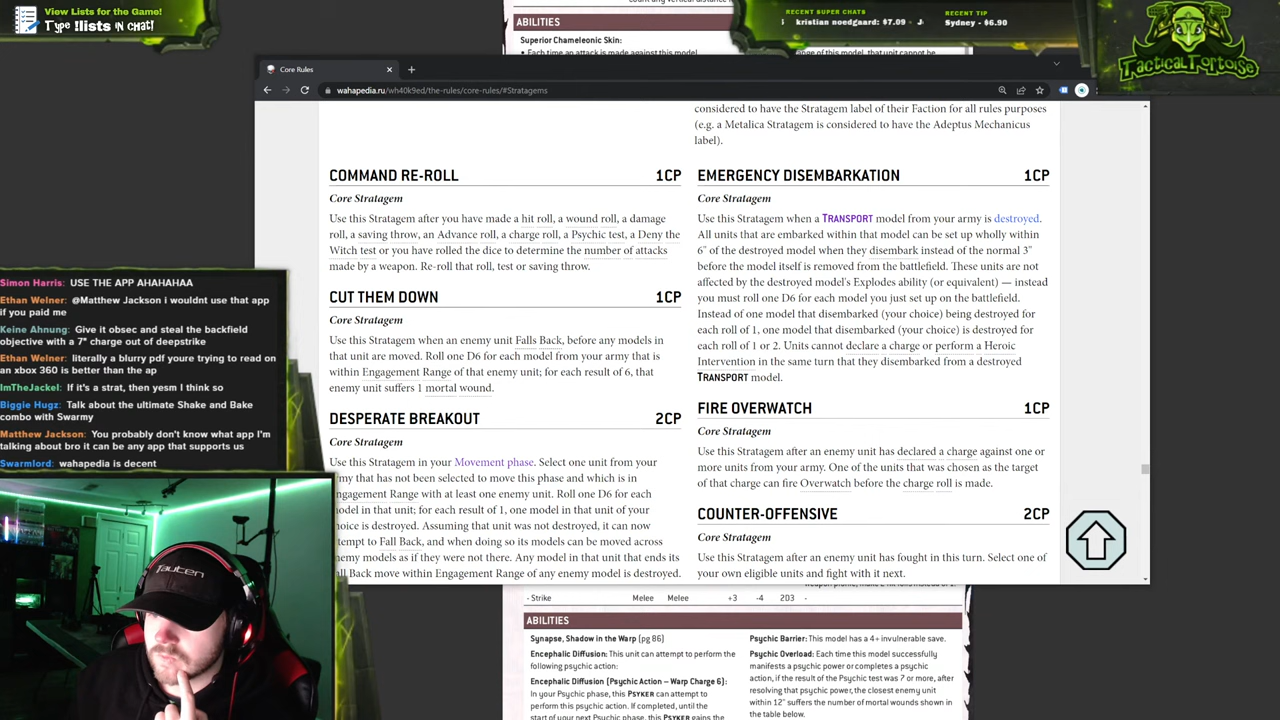 View Lists for the Game!
Type !lists in chat!
ABILITIES
Superior Chameleonic Skin:
• Each time an attack is made against this model
range of this model, that unit cannot be
RECENT SUPER CHATS
kristian noedgaard: $7.09 - J
RECENT TIP
Sydney - $6.90
TacticalTortoise
Core Rules
wahapedia.ru/wh40k9ed/the-rules/core-rules/#Stratagems
considered to have the Stratagem label of their Faction for all rules purposes
(e.g. a Metalica Stratagem is considered to have the Adeptus Mechanicus
label).
COMMAND RE-ROLL 1CP
Core Stratagem
Use this Stratagem after you have made a hit roll, a wound roll, a damage
roll, a saving throw, an Advance roll, a charge roll, a Psychic test, a Deny the
Witch test or you have rolled the dice to determine the number of attacks
made by a weapon. Re-roll that roll, test or saving throw.
CUT THEM DOWN 1CP
Core Stratagem
Use this Stratagem when an enemy unit Falls Back, before any models in
that unit are moved. Roll one D6 for each model from your army that is
within Engagement Range of that enemy unit; for each result of 6, that
enemy unit suffers 1 mortal wound.
DESPERATE BREAKOUT 2CP
Core Stratagem
Use this Stratagem in your Movement phase. Select one unit from your
my that has not been selected to move this phase and which is in
ngagement Range with at least one enemy unit. Roll one D6 for each
odel in that unit; for each result of 1, one model in that unit of your
oice is destroyed. Assuming that unit was not destroyed, it can now
tempt to Fall Back, and when doing so its models can be moved across
emy models as if they were not there. Any model in that unit that ends its
ll Back move within Engagement Range of any enemy model is destroyed.
EMERGENCY DISEMBARKATION 1CP
Core Stratagem
Use this Stratagem when a TRANSPORT model from your army is destroyed.
All units that are embarked within that model can be set up wholly within
6" of the destroyed model when they disembark instead of the normal 3"
before the model itself is removed from the battlefield. These units are not
affected by the destroyed model's Explodes ability (or equivalent) — instead
you must roll one D6 for each model you just set up on the battlefield.
Instead of one model that disembarked (your choice) being destroyed for
each roll of 1, one model that disembarked (your choice) is destroyed for
each roll of 1 or 2. Units cannot declare a charge or perform a Heroic
Intervention in the same turn that they disembarked from a destroyed
TRANSPORT model.
FIRE OVERWATCH 1CP
Core Stratagem
Use this Stratagem after an enemy unit has declared a charge against one or
more units from your army. One of the units that was chosen as the target
of that charge can fire Overwatch before the charge roll is made.
COUNTER-OFFENSIVE 2CP
Core Stratagem
Use this Stratagem after an enemy unit has fought in this turn. Select one of
your own eligible units and fight with it next.
Simon Harris: USE THE APP AHAHAHAA
Ethan Welner: @Matthew Jackson i wouldnt use that app
if you paid me
Keine Ahnung: Give it obsec and steal the backfield
objective with a 7" charge out of deepstrike
Ethan Welner: literally a blurry pdf youre trying to read on
an xbox 360 is better than the ap
ImTheJackel: If it's a strat, then yesm I think so
Biggie Hugz: Talk about the ultimate Shake and Bake
combo with Swarmy
Matthew Jackson: You probably don't know what app I'm
talking about bro it can be any app that supports us
Swarmlord: wahapedia is decent
Tauten
- Strike Melee Melee +3 -4 2D3 -
ABILITIES
Synapse, Shadow in the Warp (pg 86)
Encephalic Diffusion: This unit can attempt to perform the
following psychic action:
Encephalic Diffusion (Psychic Action – Warp Charge 6):
In your Psychic phase, this PSYKER can attempt to
perform this psychic action. If completed, until the
start of your next Psychic phase, this PSYKER gains the
Psychic Barrier: This model has a 4+ invulnerable save.
Psychic Overload: Each time this model successfully
manifests a psychic power or completes a psychic
action, if the result of the Psychic test was 7 or more, after
resolving that psychic power, the closest enemy unit
within 12" suffers the number of mortal wounds shown in
the table below.